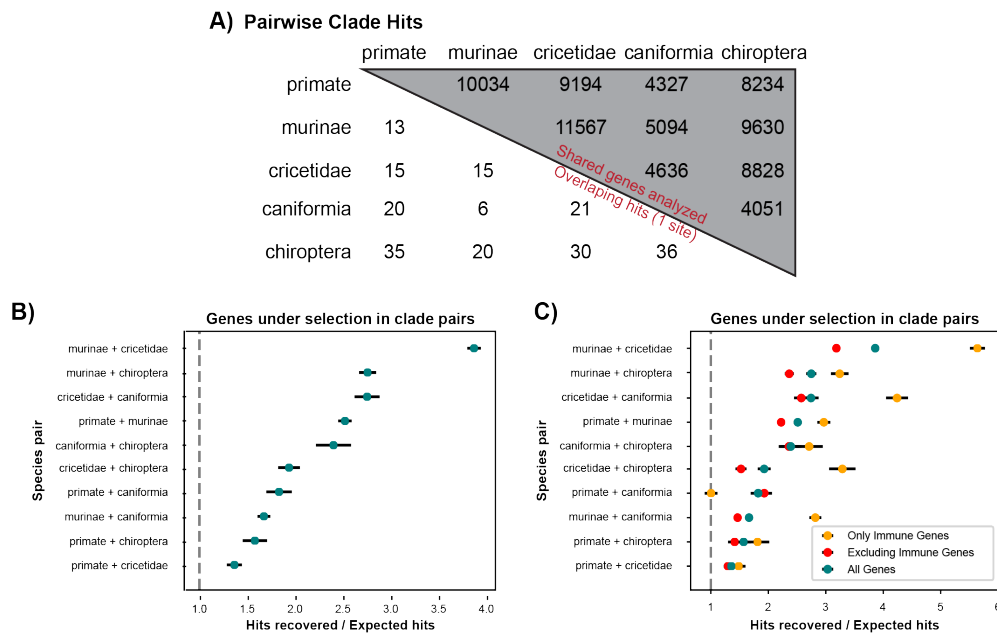 A) Pairwise Clade Hits
primate murinae cricetidae caniformia chiroptera
primate 10034 9194 4327 8234
murinae 13 11567 5094 9630
cricetidae 15 15 4636 8828
caniformia 20 6 21 4051
chiroptera 35 20 30 36
Shared genes analyzed
Overlaping hits (1 site)
B)
Genes under selection in clade pairs
Species pair
murinae + cricetidae
murinae + chiroptera
cricetidae + caniformia
primate + murinae
caniformia + chiroptera
cricetidae + chiroptera
primate + caniformia
murinae + caniformia
primate + chiroptera
primate + cricetidae
1.0 1.5 2.0 2.5 3.0 3.5 4.0
Hits recovered / Expected hits
C)
Genes under selection in clade pairs
Species pair
murinae + cricetidae
murinae + chiroptera
cricetidae + caniformia
primate + murinae
caniformia + chiroptera
cricetidae + chiroptera
primate + caniformia
murinae + caniformia
primate + chiroptera
primate + cricetidae
Only Immune Genes
Excluding Immune Genes
All Genes
1 2 3 4 5 6
Hits recovered / Expected hits